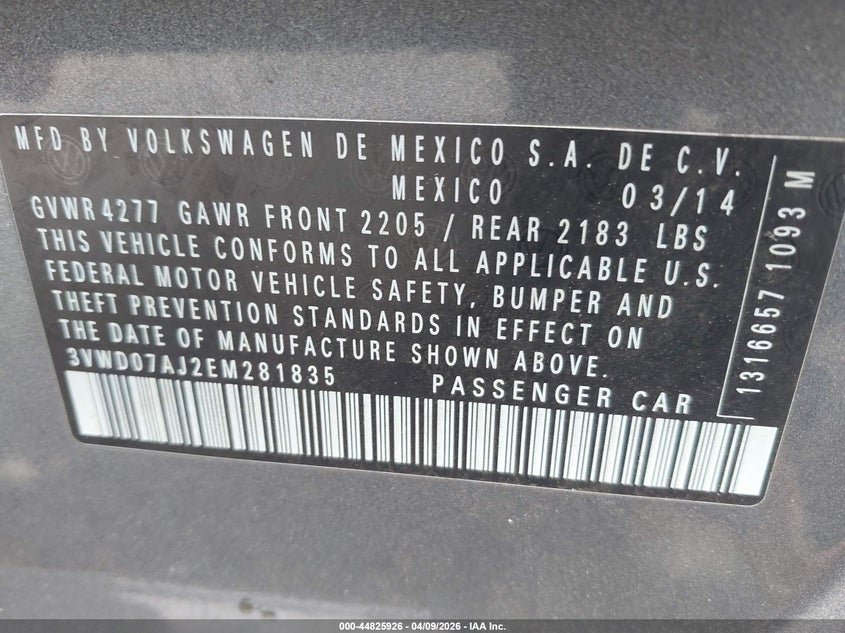 MFD BY VOLKSWAGEN DE MEXICO S.A. DE C.V.
MEXICO 03/14
GVWR4277 GAWR FRONT 2205 / REAR 2183 LBS
THIS VEHICLE CONFORMS TO ALL APPLICABLE U.S.
FEDERAL MOTOR VEHICLE SAFETY, BUMPER AND
THEFT PREVENTION STANDARDS IN EFFECT ON
THE DATE OF MANUFACTURE SHOWN ABOVE.
3VWD07AJ2EM281835 PASSENGER CAR
1316657 1093 M
000-44825926 - 04/09/2026 - IAA Inc.